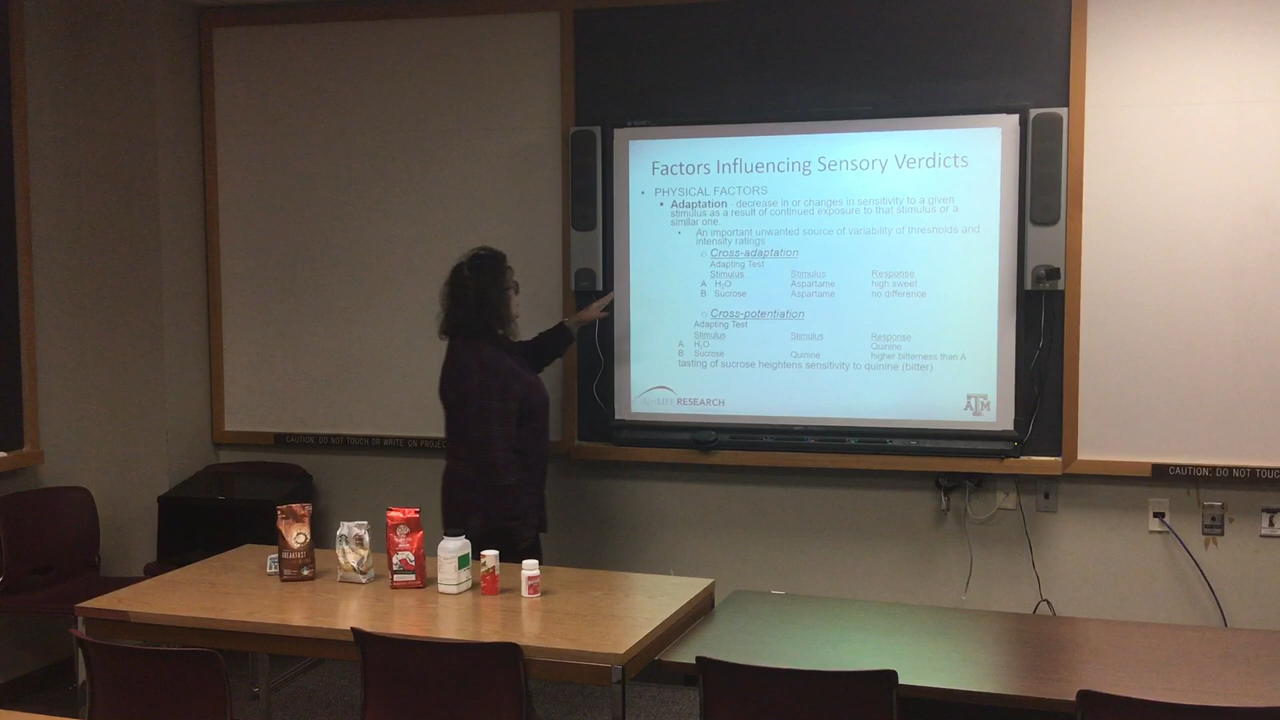 Factors Influencing Sensory Verdicts
• PHYSICAL FACTORS
▪ Adaptation - decrease in or changes in sensitivity to a given
stimulus as a result of continued exposure to that stimulus or a
similar one.
• An important unwanted source of variability of thresholds and
intensity ratings
○ Cross-adaptation
Adapting Test
Stimulus Stimulus Response
A H₂O Aspartame high sweet
B Sucrose Aspartame no difference
○ Cross-potentiation
Adapting Test
Stimulus Stimulus Response
A H₂O Quinine
B Sucrose Quinine higher bitterness than A
tasting of sucrose heightens sensitivity to quinine (bitter)
RESEARCH
ATM
CAUTION: DO NOT TOUCH OR WRITE ON PROJEC
CAUTION: DO NOT TOUC
BREAKFAST